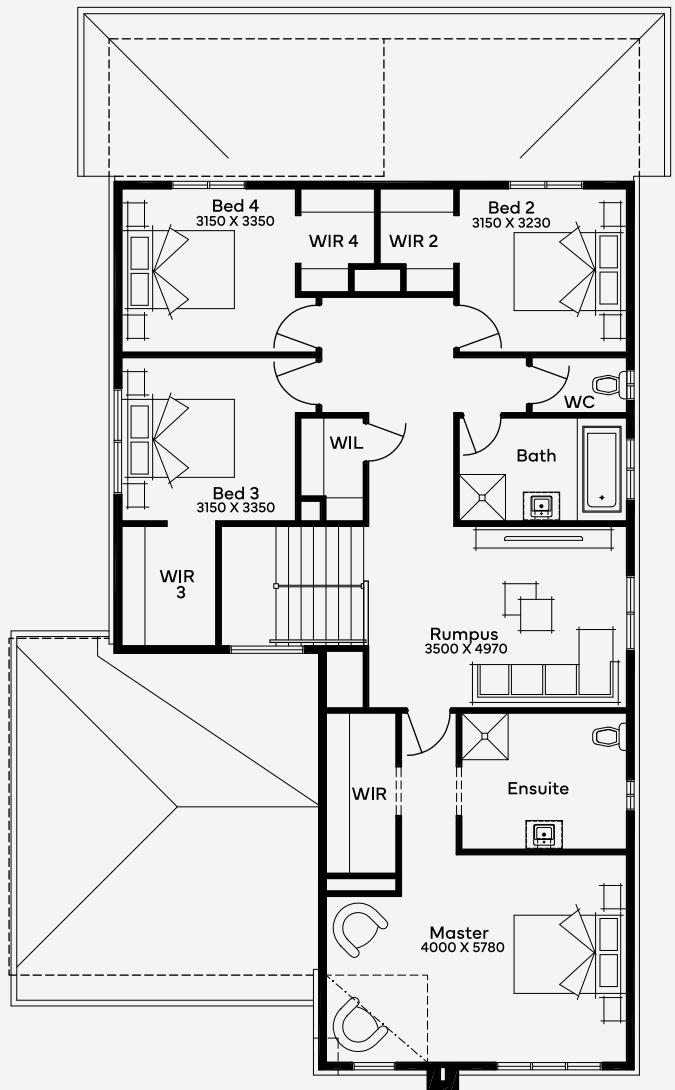 Bed 4
3150 X 3350
WIR 4
WIR 2
Bed 2
3150 X 3230
WC
WIL
Bath
Bed 3
3150 X 3350
WIR
3
Rumpus
3500 X 4970
WIR
Ensuite
Master
4000 X 5780